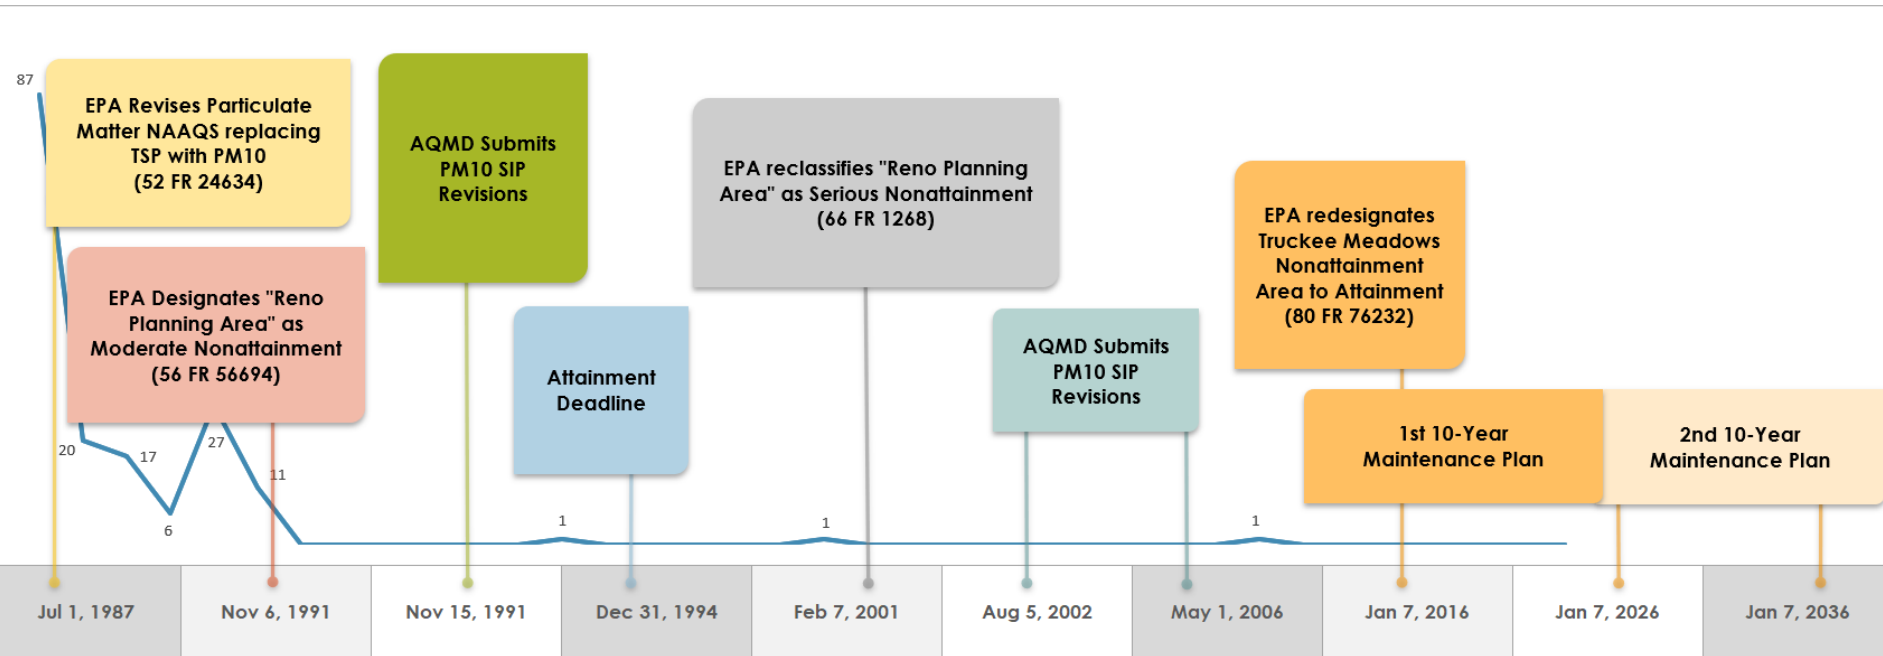 87
EPA Revises Particulate
Matter NAAQS replacing
TSP with PM10
(52 FR 24634)
EPA Designates "Reno
Planning Area" as
Moderate Nonattainment
(56 FR 56694)
AQMD Submits
PM10 SIP
Revisions
Attainment
Deadline
EPA reclassifies "Reno Planning
Area" as Serious Nonattainment
(66 FR 1268)
AQMD Submits
PM10 SIP
Revisions
EPA redesignates
Truckee Meadows
Nonattainment
Area to Attainment
(80 FR 76232)
1st 10-Year
Maintenance Plan
2nd 10-Year
Maintenance Plan
20
17
6
27
11
1
1
1
Jul 1, 1987
Nov 6, 1991
Nov 15, 1991
Dec 31, 1994
Feb 7, 2001
Aug 5, 2002
May 1, 2006
Jan 7, 2016
Jan 7, 2026
Jan 7, 2036